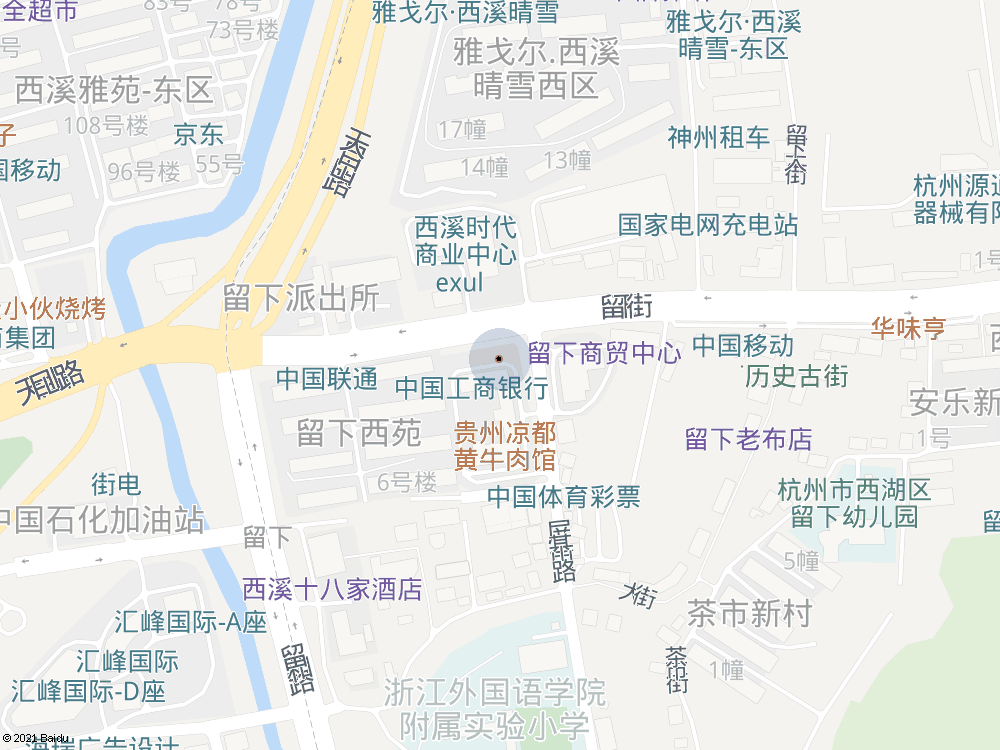 全超市
83号
78号
73号楼
号
西溪雅苑-东区
108号楼
京东
子
国移动
96号楼
55号
天目山路
雅戈尔·西溪晴雪
雅戈尔.西溪
晴雪西区
雅戈尔·西溪
晴雪-东区
17幢
14幢
13幢
神州租车
留下街
杭州源通
器械有限
西溪时代
商业中心
exul
国家电网充电站
1号
小伙烧烤
集团
留下派出所
留下街
华味亨
天目山路
中国联通
中国工商银行
留下商贸中心
中国移动
历史古街
西
安乐新
1号
留下西苑
贵州凉都
黄牛肉馆
留下老布店
6号楼
街电
中国体育彩票
杭州市西湖区
留下幼儿园
留
中国石化加油站
留下
屏基山路
5幢
西溪十八家酒店
大街
茶市新村
汇峰国际-A座
汇峰国际
汇峰国际-D座
茶市街
1幢
浙江外国语学院
附属实验小学
海瑞广告设计
© 2021 Baidu